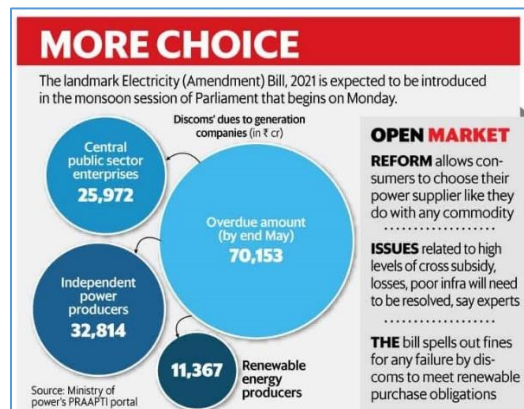 MORE CHOICE
The landmark Electricity (Amendment) Bill, 2021 is expected to be introduced
in the monsoon session of Parliament that begins on Monday.
Discoms' dues to generation
companies (in ₹ cr)
Central
public sector
enterprises
25,972
Overdue amount
(by end May)
70,153
Independent
power
producers
32,814
11,367
Renewable
energy
producers
Source: Ministry of
power's PRAAPTI portal
OPEN MARKET
REFORM allows con-
sumers to choose their
power supplier like they
do with any commodity
ISSUES related to high
levels of cross subsidy,
losses, poor infra will need
to be resolved, say experts
THE bill spells out fines
for any failure by dis-
coms to meet renewable
purchase obligations